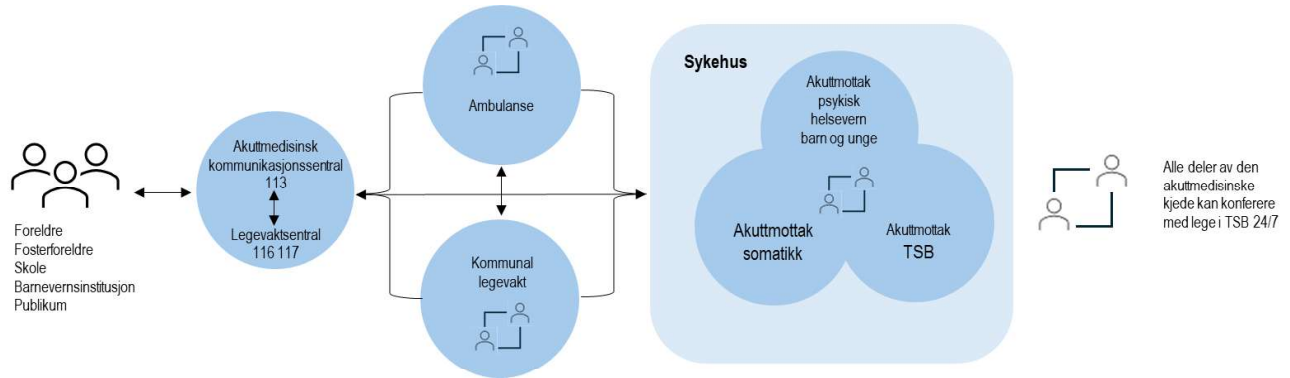 Foreldre
Fosterforeldre
Skole
Barnevernsinstitusjon
Publikum
Akuttmedisinsk
kommunikasjonssentral
113
Legevaktsentral
116 117
Ambulanse
Kommunal
legevakt
Sykehus
Akuttmottak
psykisk
helsevern
barn og unge
Akuttmottak
somatikk
Akuttmottak
TSB
Alle deler av den
akuttmedisinske
kjede kan konferere
med lege i TSB 24/7